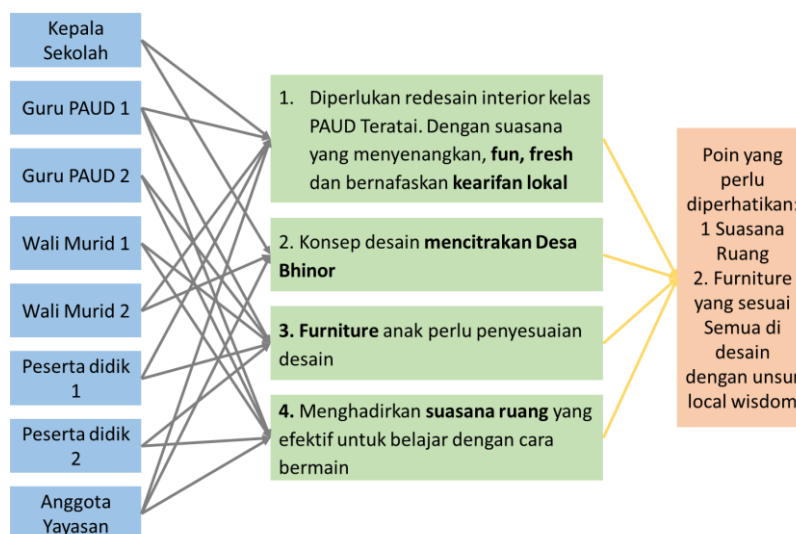 Kepala
Sekolah
Guru PAUD 1
Guru PAUD 2
Wali Murid 1
Wali Murid 2
Peserta didik
1
Peserta didik
2
Anggota
Yayasan
1. Diperlukan redesain interior kelas
PAUD Teratai. Dengan suasana
yang menyenangkan, fun, fresh
dan bernafaskan kearifan lokal
2. Konsep desain mencitrakan Desa
Bhinor
3. Furniture anak perlu penyesuaian
desain
4. Menghadirkan suasana ruang yang
efektif untuk belajar dengan cara
bermain
Poin yang
perlu
diperhatikan:
1 Suasana
Ruang
2. Furniture
yang sesuai
Semua di
desain
dengan unsur
local wisdom